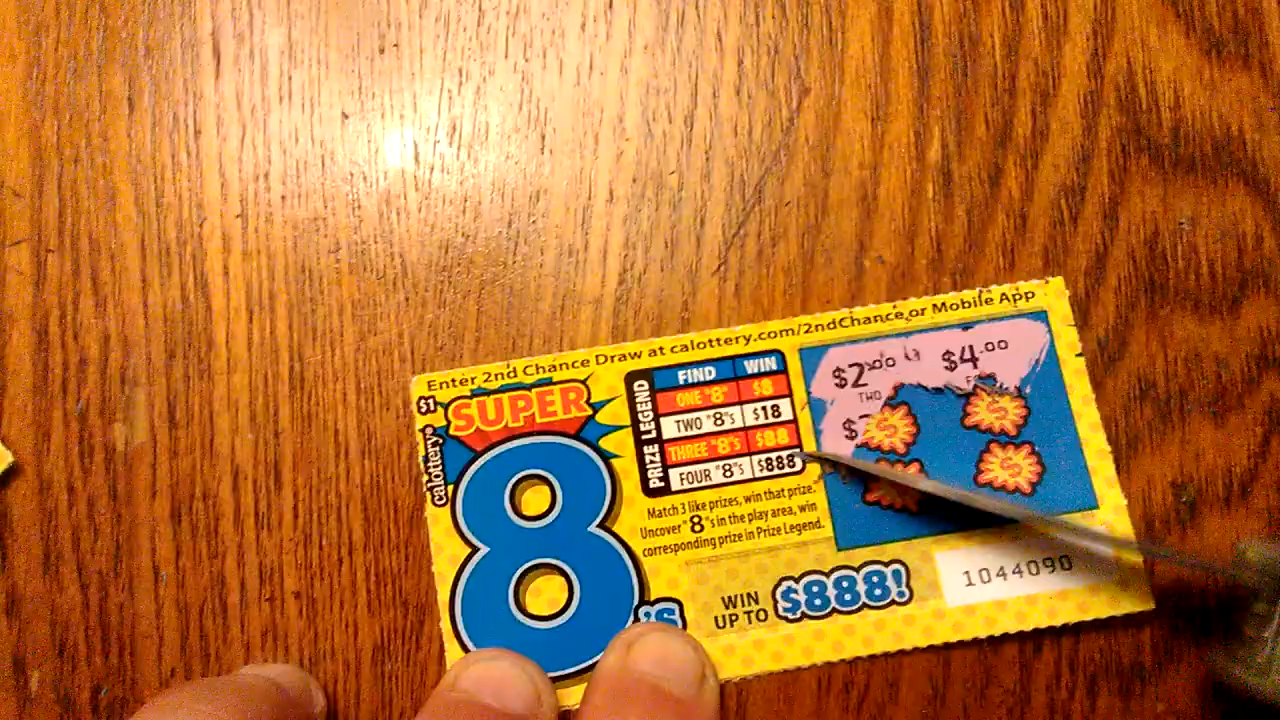 Enter 2nd Chance Draw at calottery.com/2ndChance or Mobile App
$1
calottery®
SUPER
8
'S
PRIZE LEGEND
FIND WIN
ONE "8" $8
TWO "8"s $18
THREE "8"s $88
FOUR "8"s $888
Match 3 like prizes, win that prize.
Uncover "8"s in the play area, win
corresponding prize in Prize Legend.
WIN
UP TO
$888!
$2.00
TWO
$4.00
$
1044090